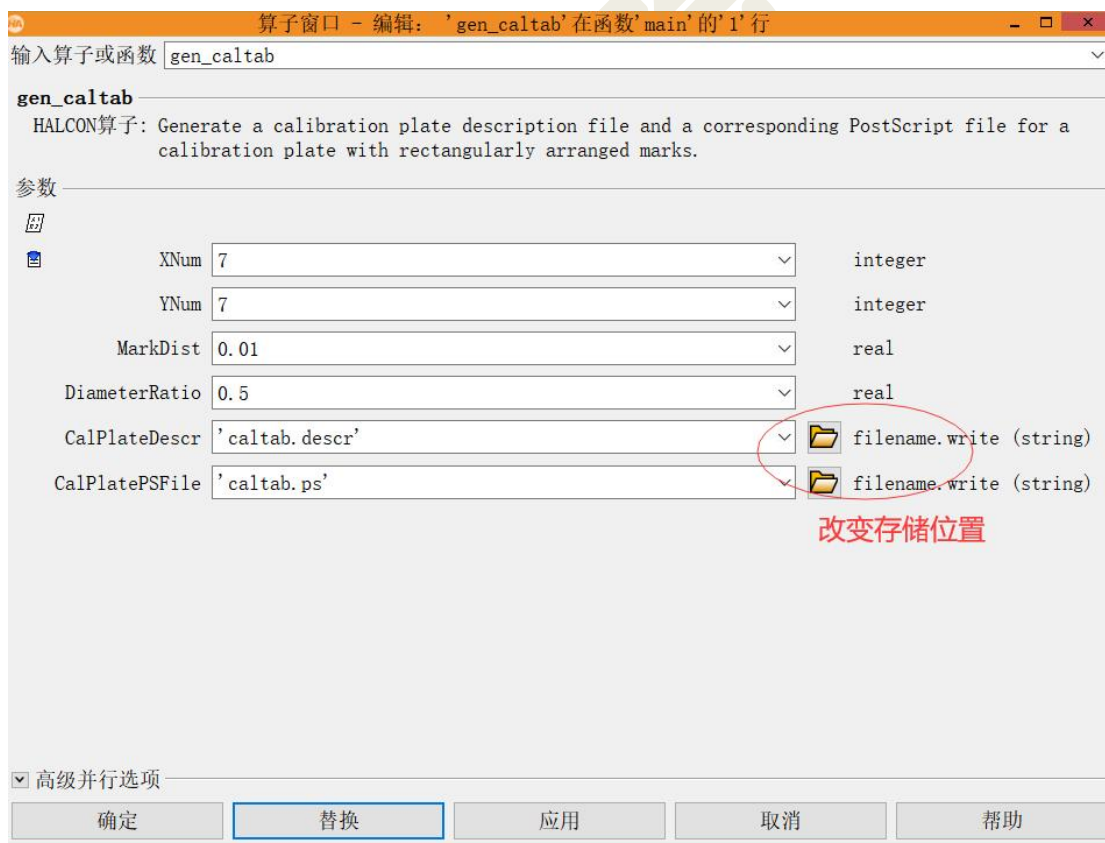 算子窗口 - 编辑: 'gen_caltab'在函数'main'的'1'行
输入算子或函数 gen_caltab
gen_caltab
HALCON算子: Generate a calibration plate description file and a corresponding PostScript file for a
calibration plate with rectangularly arranged marks.
参数
XNum 7 integer
YNum 7 integer
MarkDist 0.01 real
DiameterRatio 0.5 real
CalPlateDescr 'caltab.descr' filename.write (string)
CalPlatePSFile 'caltab.ps' filename.write (string)
改变存储位置
高级并行选项
确定 替换 应用 取消 帮助